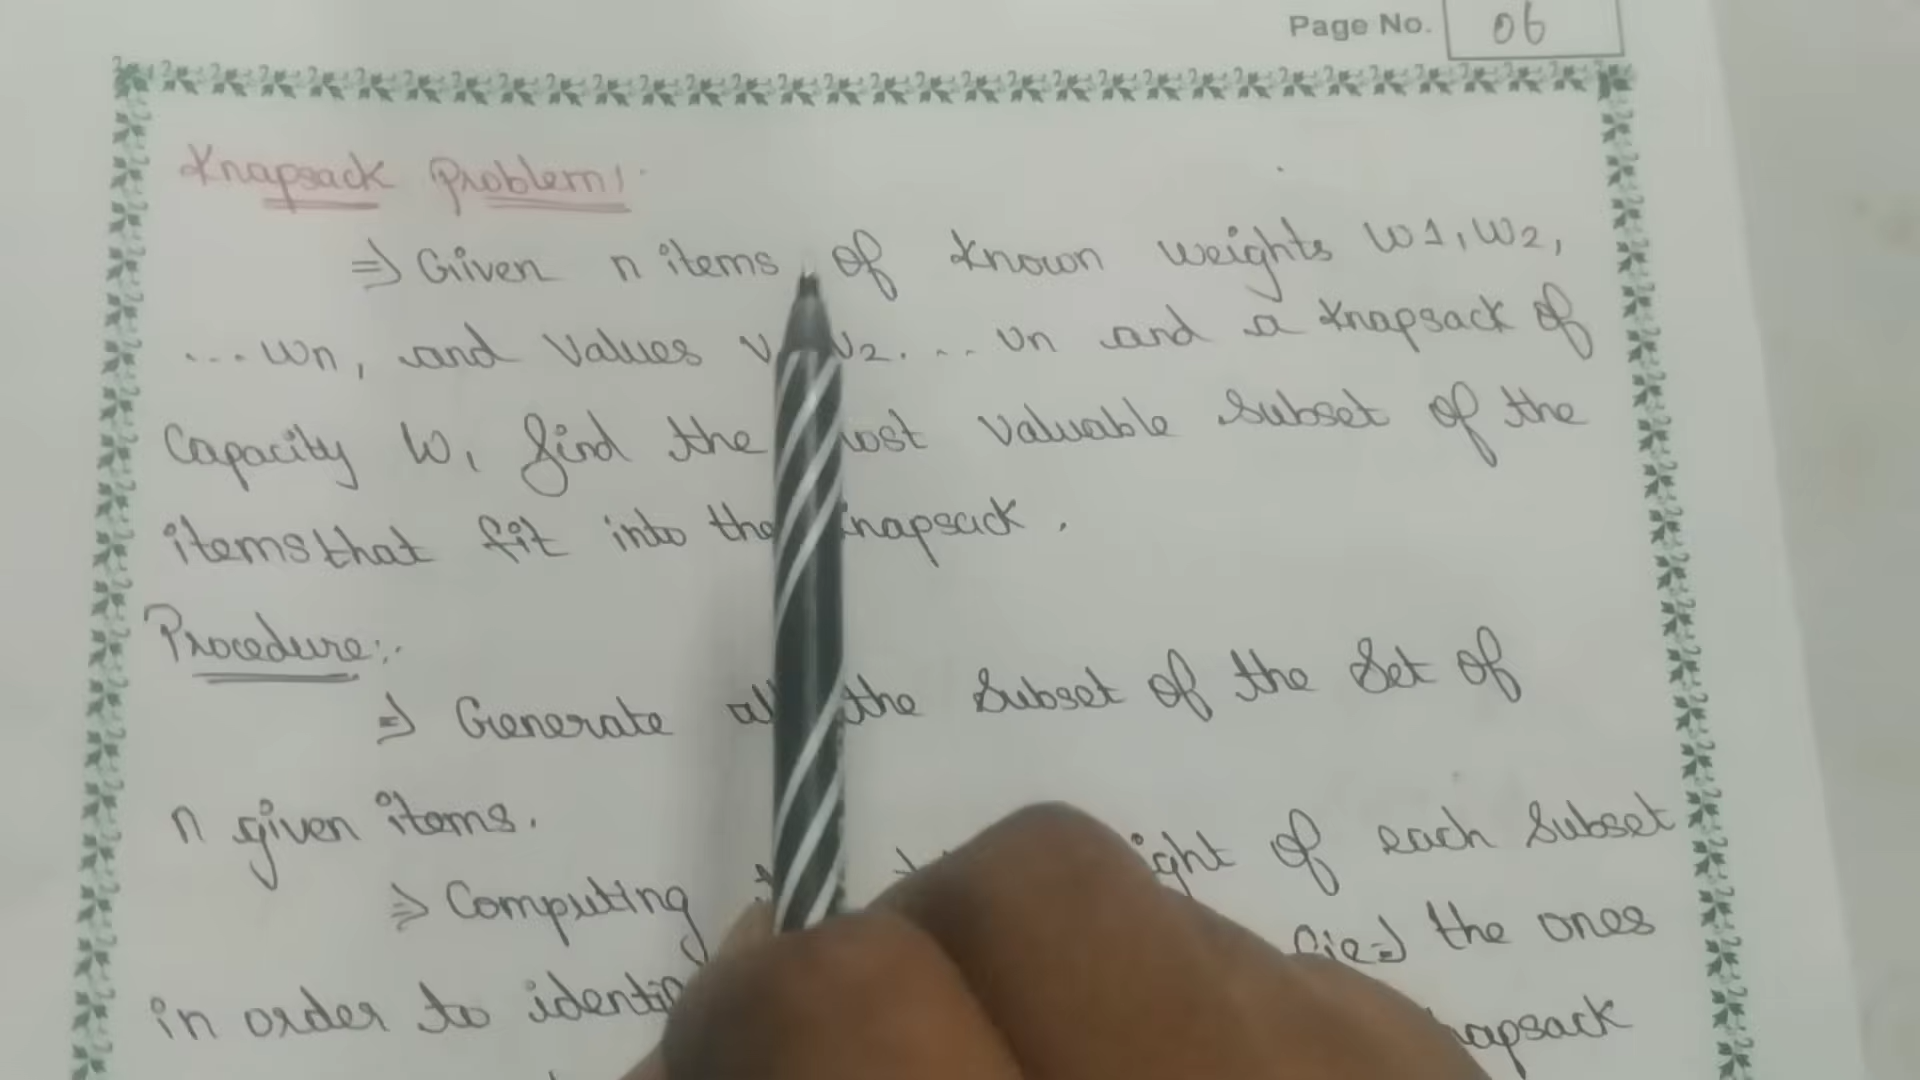 Page No. 06
Knapsack Problem:
=> Given n items of known weights W1, W2,
... wn, and values v v2. ... vn and a knapsack of
Capacity W, find the most valuable subset of the
items that fit into the knapsack.
Procedure:
=> Generate all the subset of the set of
n given items.
=> Computing of each subset
in order to the ones